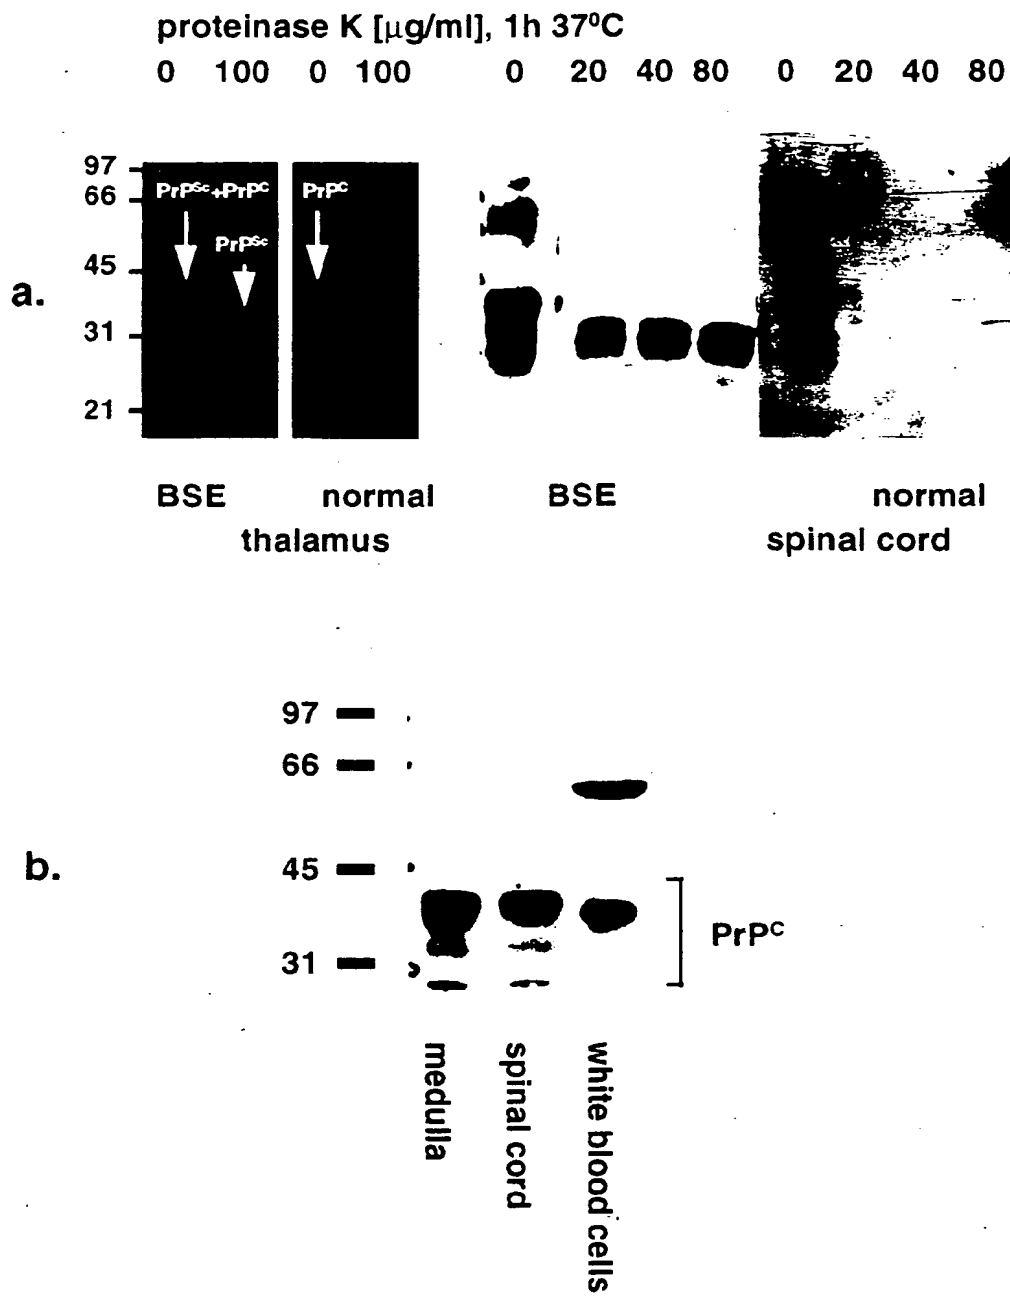 proteinase K [µg/ml], 1h 37⁰C
0 100 0 100 0 20 40 80 0 20 40 80
a.
97
66
45
31
21
PrPSc+PrPC
PrPSc
PrPC
BSE normal BSE normal
thalamus spinal cord
b.
97
66
45
31
PrPC
medulla
spinal cord
white blood cells